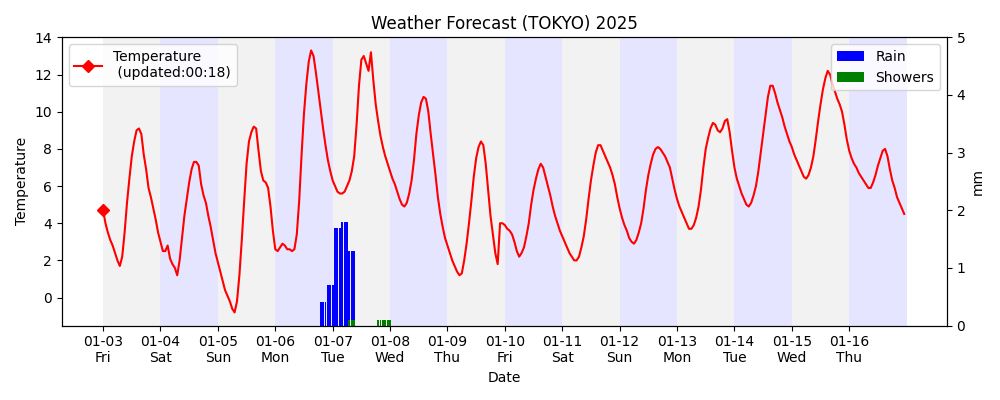 Weather Forecast (TOKYO) 2025
Temperature
(updated:00:18)
Rain
Showers
14
12
10
8
6
4
2
0
Temperature
5
4
3
2
1
0
mm
01-03 01-04 01-05 01-06 01-07 01-08 01-09 01-10 01-11 01-12 01-13 01-14 01-15 01-16
Fri Sat Sun Mon Tue Wed Thu Fri Sat Sun Mon Tue Wed Thu
Date